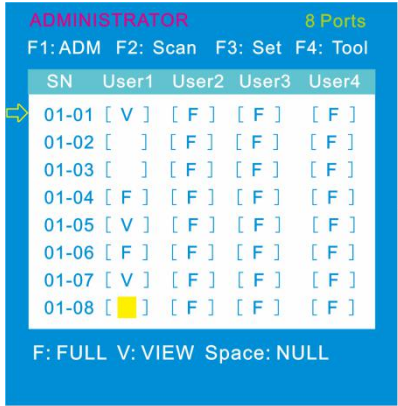 ADMINISTRATOR 8 Ports
F1: ADM F2: Scan F3: Set F4: Tool
SN User1 User2 User3 User4
01-01 [ V ] [ F ] [ F ] [ F ]
01-02 [ ] [ F ] [ F ] [ F ]
01-03 [ ] [ F ] [ F ] [ F ]
01-04 [ F ] [ F ] [ F ] [ F ]
01-05 [ V ] [ F ] [ F ] [ F ]
01-06 [ F ] [ F ] [ F ] [ F ]
01-07 [ V ] [ F ] [ F ] [ F ]
01-08 [ ] [ F ] [ F ] [ F ]
F: FULL V: VIEW Space: NULL